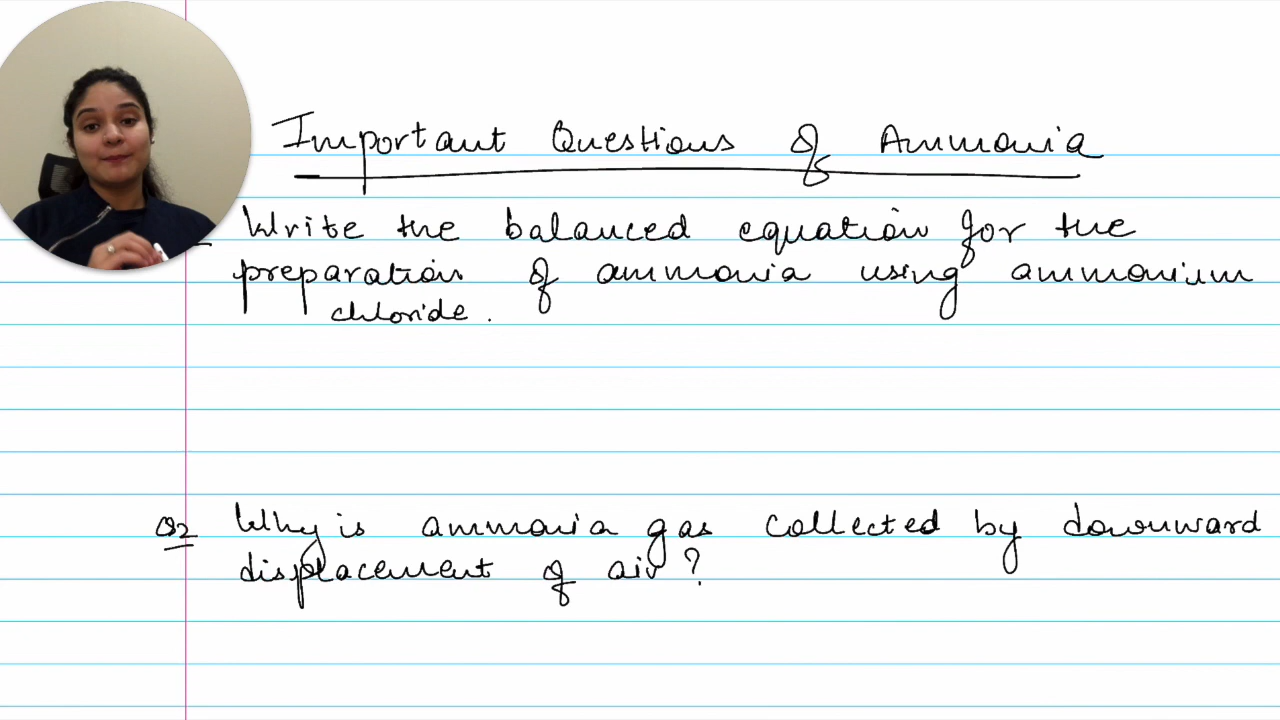 Important Questions of Ammonia
Write the balanced equation for the
preparation of ammonia using ammonium
chloride.
Q2 Why is ammonia gas collected by downward
displacement of air?